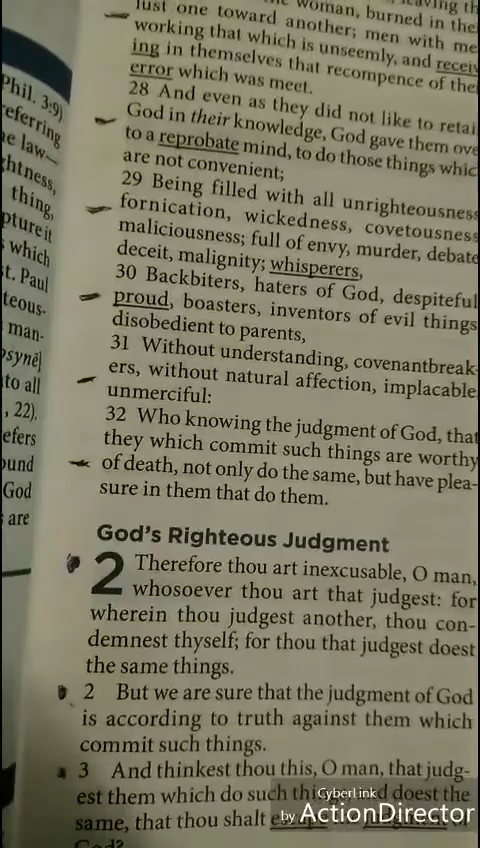 Phil. 3:9)
referring
he law—
ghtness,
thing,
pture it
which
st. Paul
teous-
man-
osynē]
to all
, 22).
efers
ound
God
are
woman, burned in the
lust one toward another; men with me
working that which is unseemly, and receiv
ing in themselves that recompence of the
error which was meet.
28 And even as they did not like to retai
God in their knowledge, God gave them ove
to a reprobate mind, to do those things whic
are not convenient;
29 Being filled with all unrighteousness
fornication, wickedness, covetousness
maliciousness; full of envy, murder, debate
deceit, malignity; whisperers,
30 Backbiters, haters of God, despiteful
proud, boasters, inventors of evil things
disobedient to parents,
31 Without understanding, covenantbreak-
ers, without natural affection, implacable
unmerciful:
32 Who knowing the judgment of God, that
they which commit such things are worthy
of death, not only do the same, but have plea-
sure in them that do them.
God's Righteous Judgment
2 Therefore thou art inexcusable, O man,
whosoever thou art that judgest: for
wherein thou judgest another, thou con-
demnest thyself; for thou that judgest doest
the same things.
2 But we are sure that the judgment of God
is according to truth against them which
commit such things.
3 And thinkest thou this, O man, that judg-
est them which do such things, and doest the
same, that thou shalt
God?
CyberLink
by ActionDirector